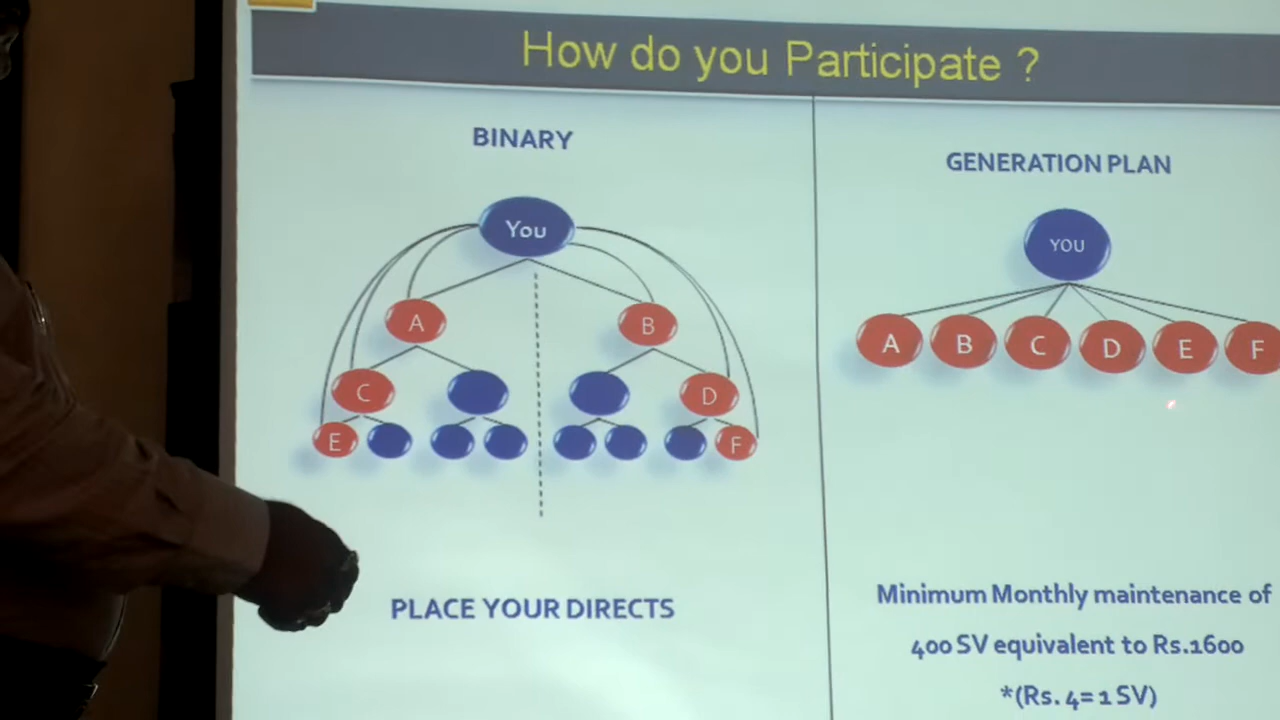 How do you Participate ?
BINARY
You
A
B
C
D
E
F
PLACE YOUR DIRECTS
GENERATION PLAN
YOU
A B C D E F
Minimum Monthly maintenance of
400 SV equivalent to Rs.1600
*(Rs. 4=1 SV)